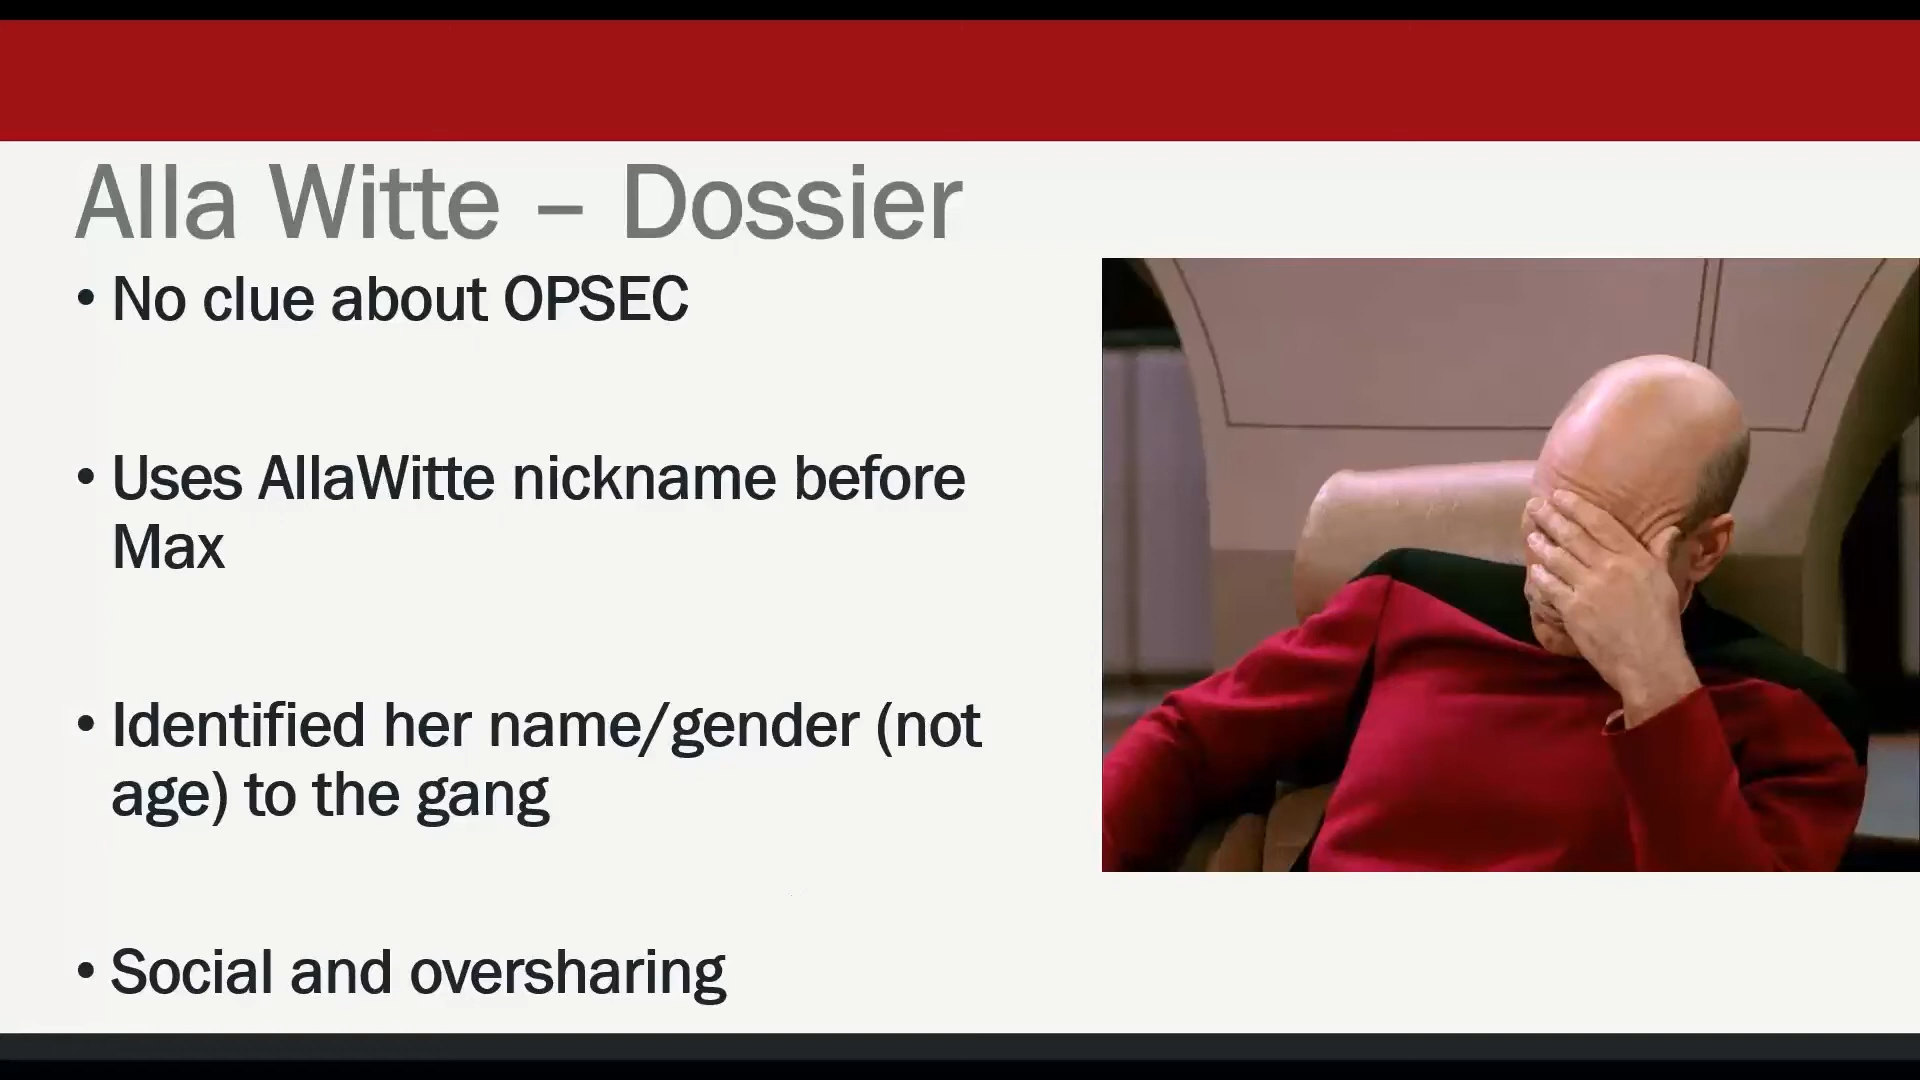 Alla Witte – Dossier
• No clue about OPSEC
• Uses AllaWitte nickname before
Max
• Identified her name/gender (not
age) to the gang
• Social and oversharing